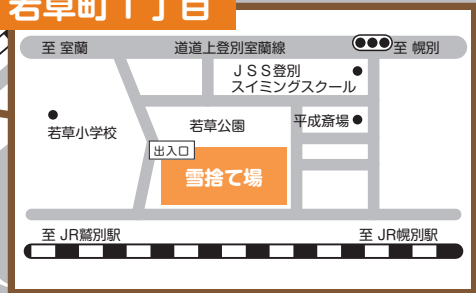 若草町1丁目
至 室蘭
道道上登別室蘭線
至 幌別
JSS登別
スイミングスクール
若草小学校
若草公園
平成斎場
出入口
雪捨て場
至 JR鷲別駅
至 JR幌別駅